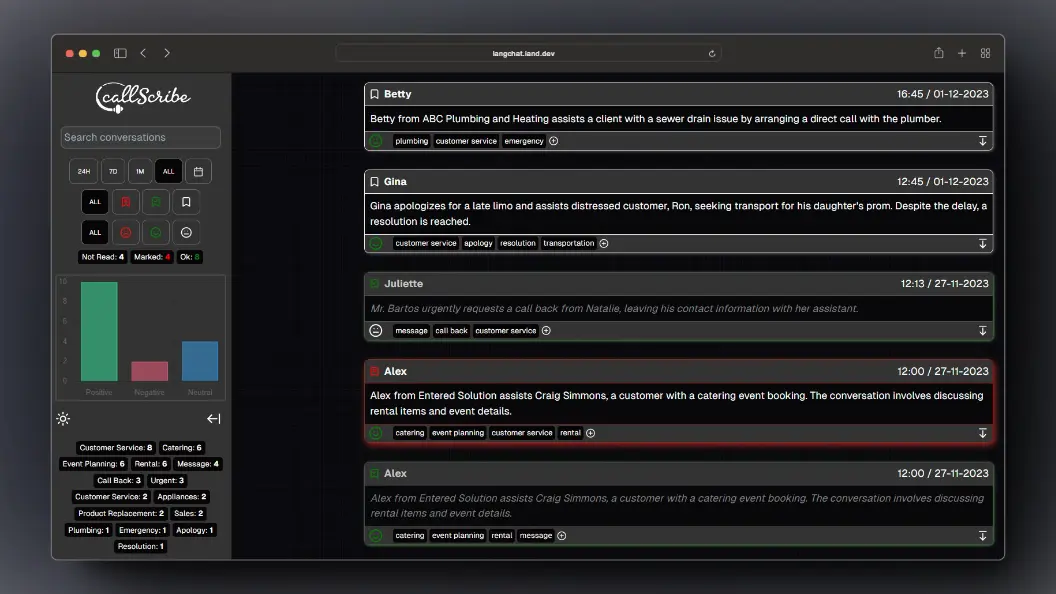 langchat.land.dev
callScribe
Search conversations
24H 7D 1M ALL
ALL
ALL
Not Read: 4 Marked: 4 Ok: 8
10
8
6
4
2
0
Positive Negative Neutral
Customer Service: 8 Catering: 6
Event Planning: 6 Rental: 6 Message: 4
Call Back: 3 Urgent: 3
Customer Service: 2 Appliances: 2
Product Replacement: 2 Sales: 2
Plumbing: 1 Emergency: 1 Apology: 1
Resolution: 1
Betty 16:45 / 01-12-2023
Betty from ABC Plumbing and Heating assists a client with a sewer drain issue by arranging a direct call with the plumber.
plumbing customer service emergency
Gina 12:45 / 01-12-2023
Gina apologizes for a late limo and assists distressed customer, Ron, seeking transport for his daughter's prom. Despite the delay, a
resolution is reached.
customer service apology resolution transportation
Juliette 12:13 / 27-11-2023
Mr. Bartos urgently requests a call back from Natalie, leaving his contact information with her assistant.
message call back customer service
Alex 12:00 / 27-11-2023
Alex from Entered Solution assists Craig Simmons, a customer with a catering event booking. The conversation involves discussing
rental items and event details.
catering event planning customer service rental
Alex 12:00 / 27-11-2023
Alex from Entered Solution assists Craig Simmons, a customer with a catering event booking. The conversation involves discussing
rental items and event details.
catering event planning rental message